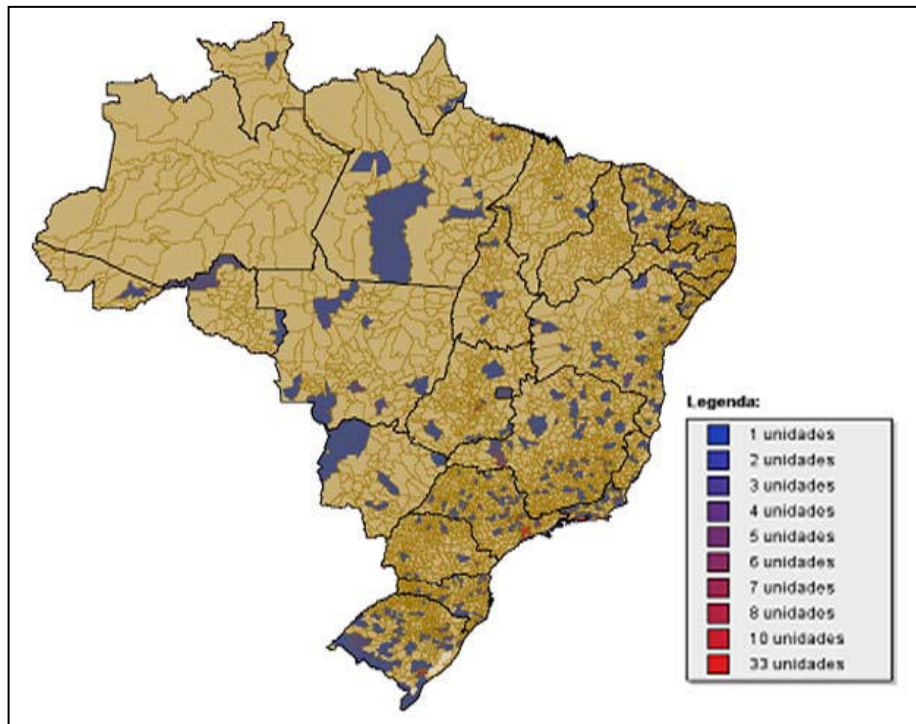 Legenda:
1 unidades
2 unidades
3 unidades
4 unidades
5 unidades
6 unidades
7 unidades
8 unidades
10 unidades
33 unidades